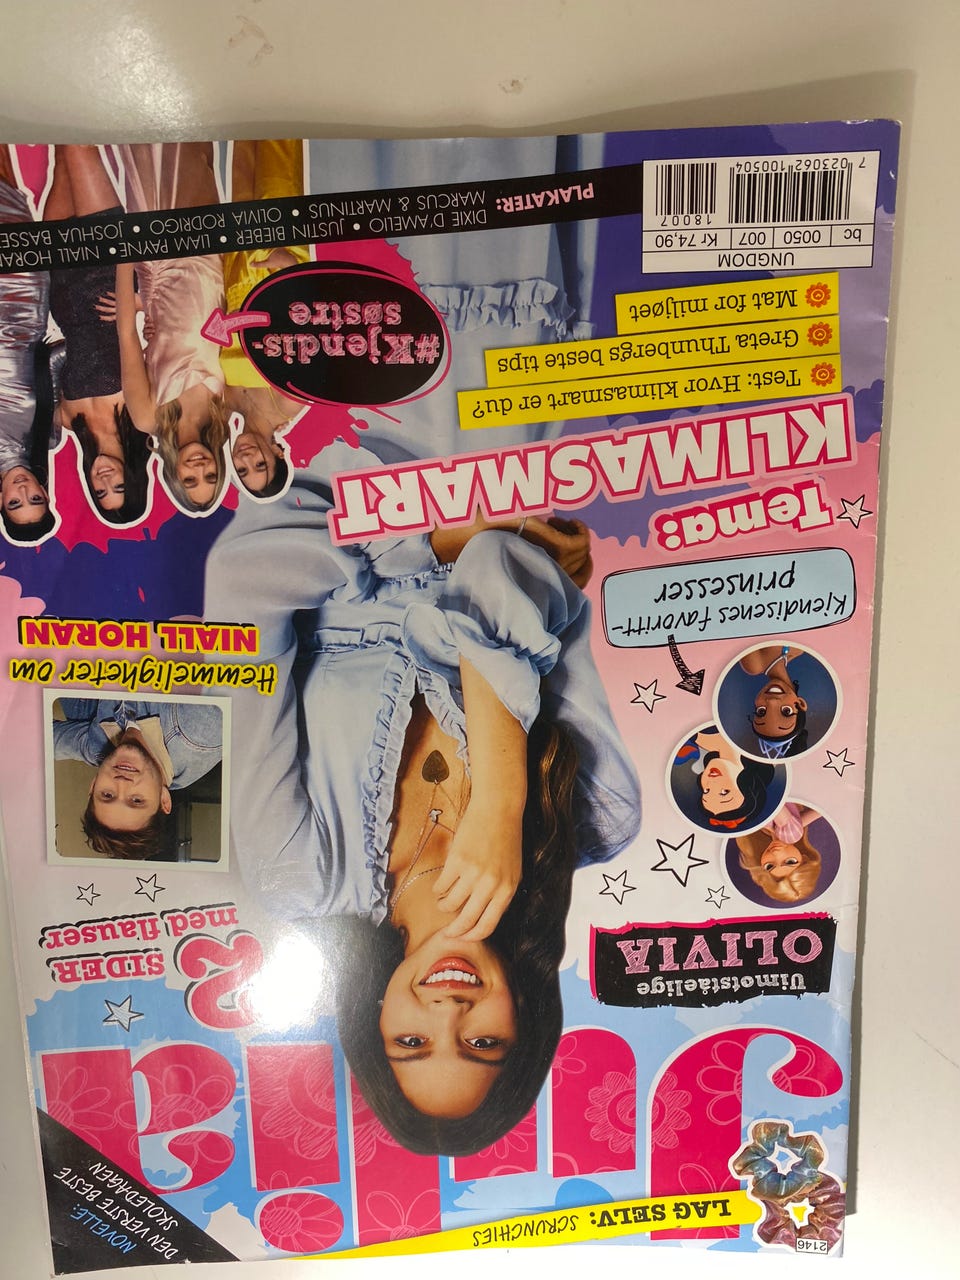 2146
LAG SELV: SCRUNCHIES
NOVELLE:
DEN VERSTE BESTE
SKOLEDAGEN
Julia
Uimotståelige
OLIVIA
2 SIDER
med flauser
Kjendisenes favoritt-
prinsesser
Hemmeligheter om
NIALL HORAN
Tema:
KLIMASMART
Test: Hvor klimasmart er du?
Greta Thunbergs beste tips
Mat for miljøet
#Kjendis-
søstre
UNGDOM
bc 0050 007 Kr 74,90
18007
7 023062 100504
PLAKATER:
DIXIE D'AMELIO • JUSTIN BIEBER • LIAM PAYNE • NIALL HORAN
MARCUS & MARTINUS • OLIVIA RODRIGO • JOSHUA BASSE